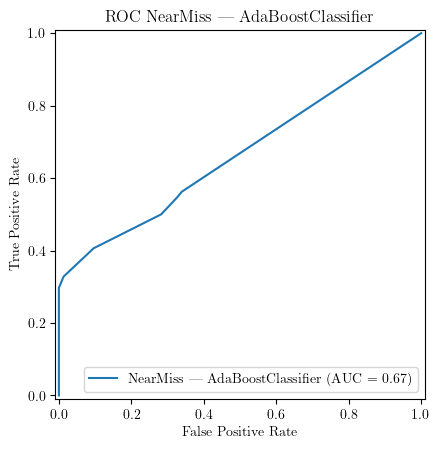 ROC NearMiss — AdaBoostClassifier
1.0
0.8
0.6
0.4
0.2
0.0
True Positive Rate
NearMiss — AdaBoostClassifier (AUC = 0.67)
0.0 0.2 0.4 0.6 0.8 1.0
False Positive Rate